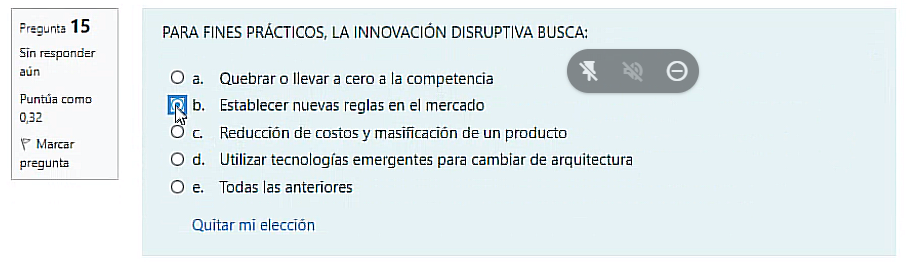 Pregunta 15
Sin responder
aún
Puntúa como
0,32
Marcar
pregunta
PARA FINES PRÁCTICOS, LA INNOVACIÓN DISRUPTIVA BUSCA:
a. Quebrar o llevar a cero a la competencia
b. Establecer nuevas reglas en el mercado
c. Reducción de costos y masificación de un producto
d. Utilizar tecnologías emergentes para cambiar de arquitectura
e. Todas las anteriores
Quitar mi elección